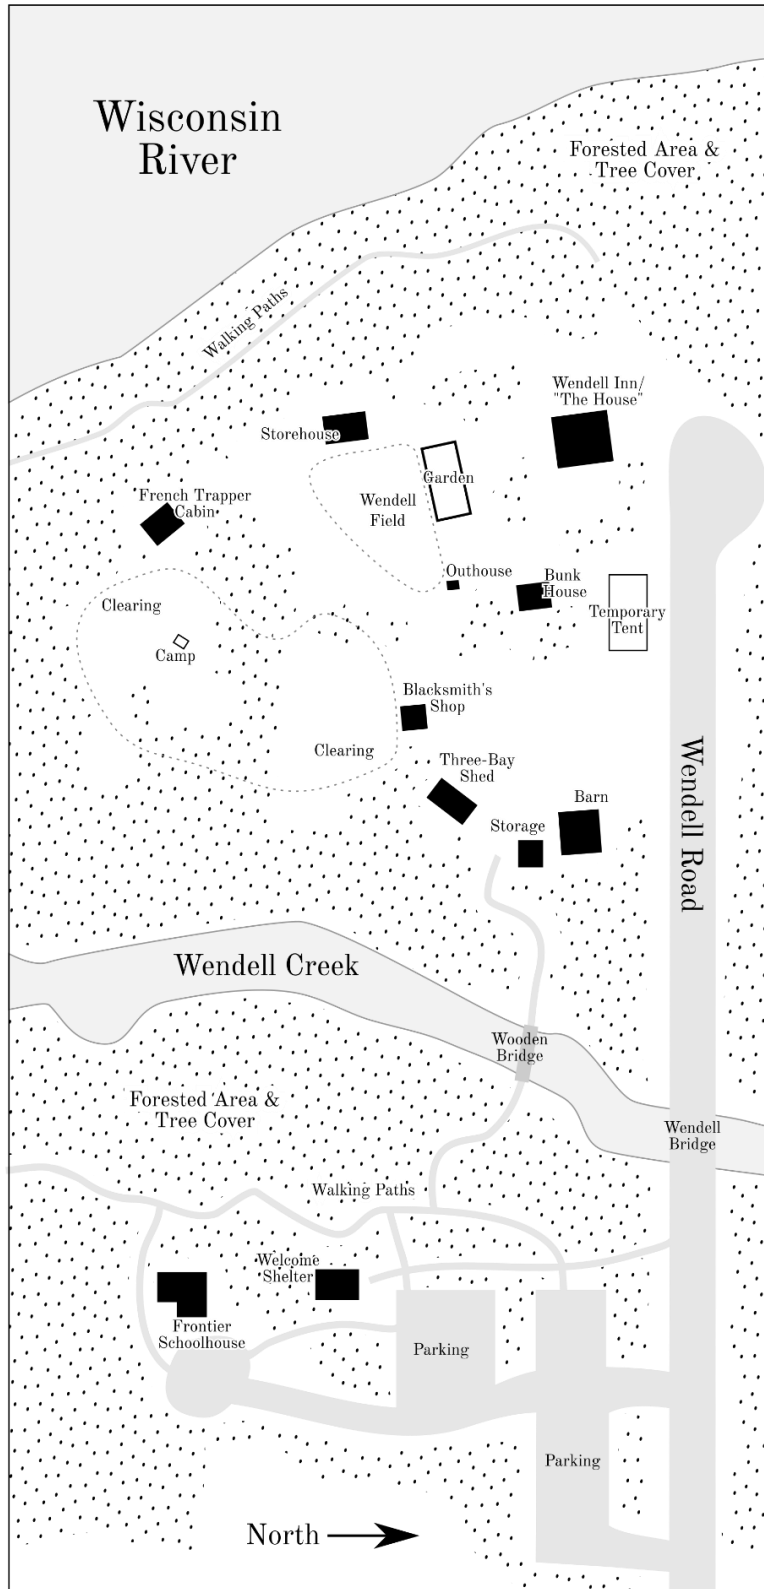 Wisconsin
River
Forested Area &
Tree Cover
Walking Paths
Wendell Inn/
"The House"
Storehouse
Garden
French Trapper
Cabin
Wendell
Field
Outhouse
Bunk
House
Clearing
Temporary
Tent
Camp
Blacksmith's
Shop
Clearing
Three-Bay
Shed
Wendell Road
Barn
Storage
Wendell Creek
Wooden
Bridge
Forested Area &
Tree Cover
Wendell
Bridge
Walking Paths
Welcome
Shelter
Frontier
Schoolhouse
Parking
Parking
North